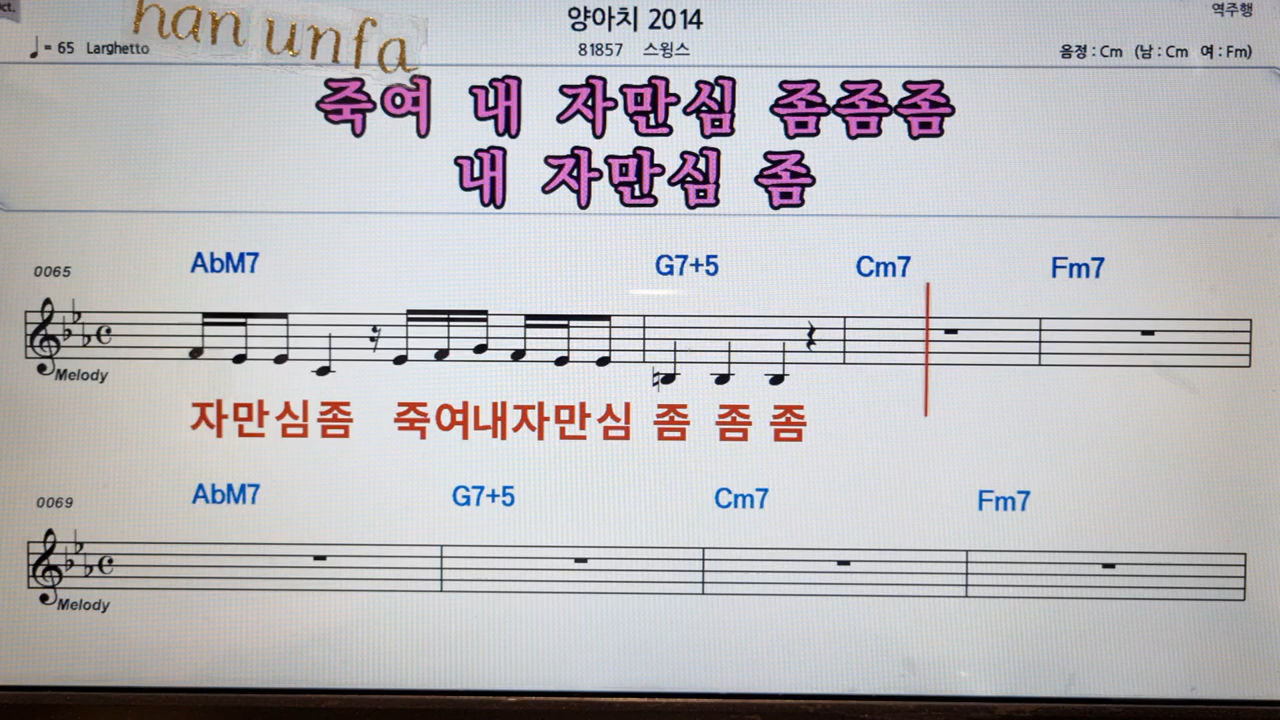 ct.
han unfa
양아치 2014
역주행
♩= 65 Larghetto
81857 스윙스
음정 : Cm (남 : Cm 여 : Fm)
죽여 내 자만심 좀좀좀
내 자만심 좀
0065
AbM7 G7+5 Cm7 Fm7
Melody
자만심좀 죽여내자만심 좀 좀 좀
0069
AbM7 G7+5 Cm7 Fm7
Melody